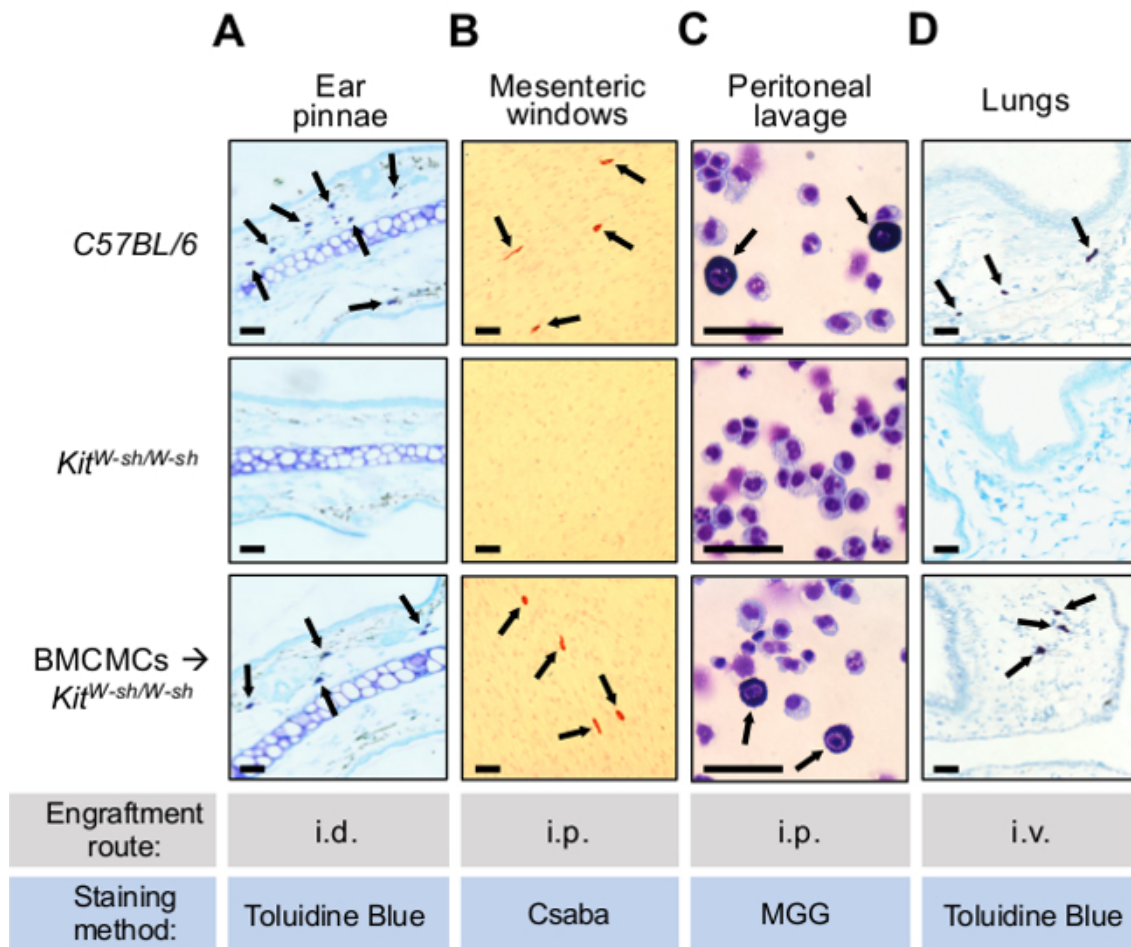 A
B
C
D
Ear
pinnae
Mesenteric
windows
Peritoneal
lavage
Lungs
C57BL/6
Kit^W-sh/W-sh
BMCMCs →
Kit^W-sh/W-sh
Engraftment
route:
i.d.
i.p.
i.p.
i.v.
Staining
method:
Toluidine Blue
Csaba
MGG
Toluidine Blue